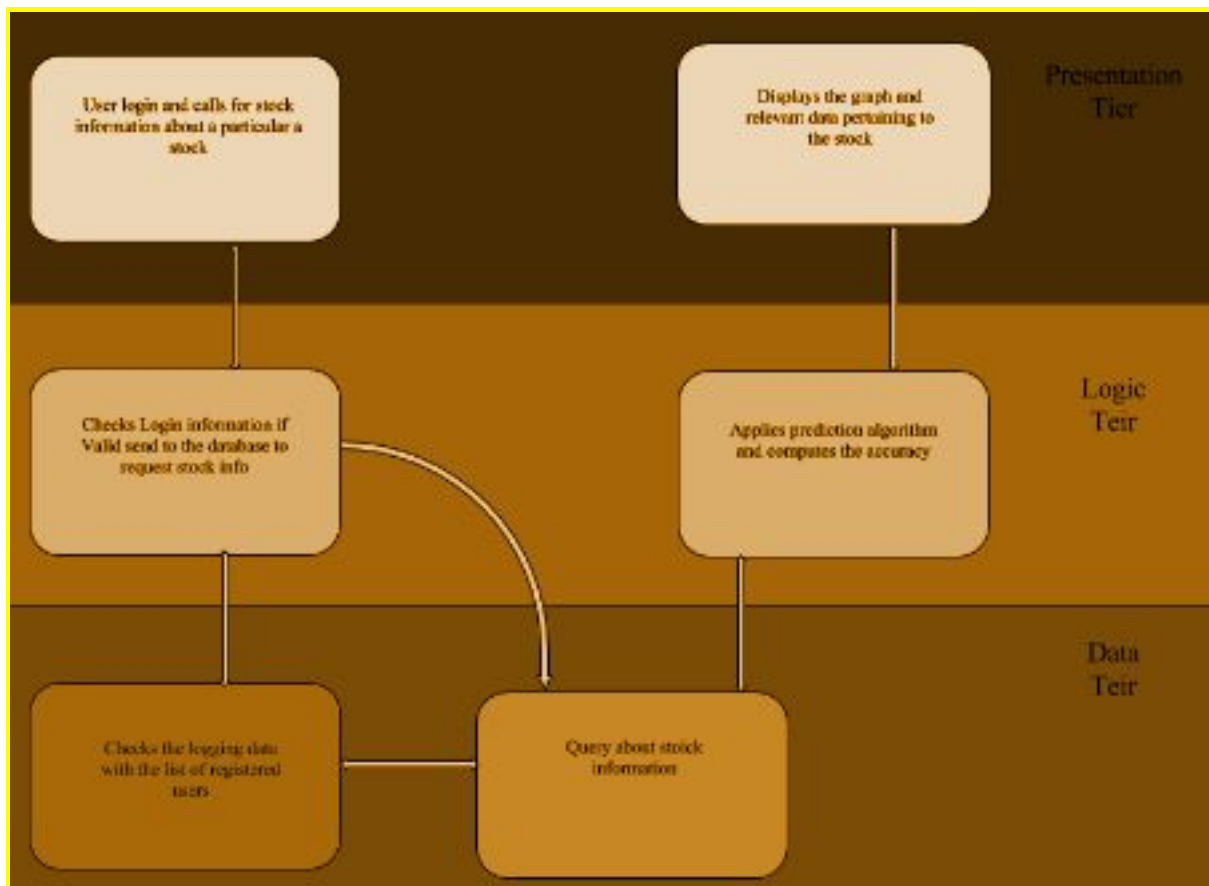 User login and calls for stock
information about a particular a
stock
Displays the graph and
relevant data pertaining to
the stock
Presentation
Tier
Checks Login information if
Valid send to the database to
request stock info
Applies prediction algorithm
and computes the accuracy
Logic
Teir
Checks the logging data
with the list of registered
users
Query about stoick
information
Data
Teir